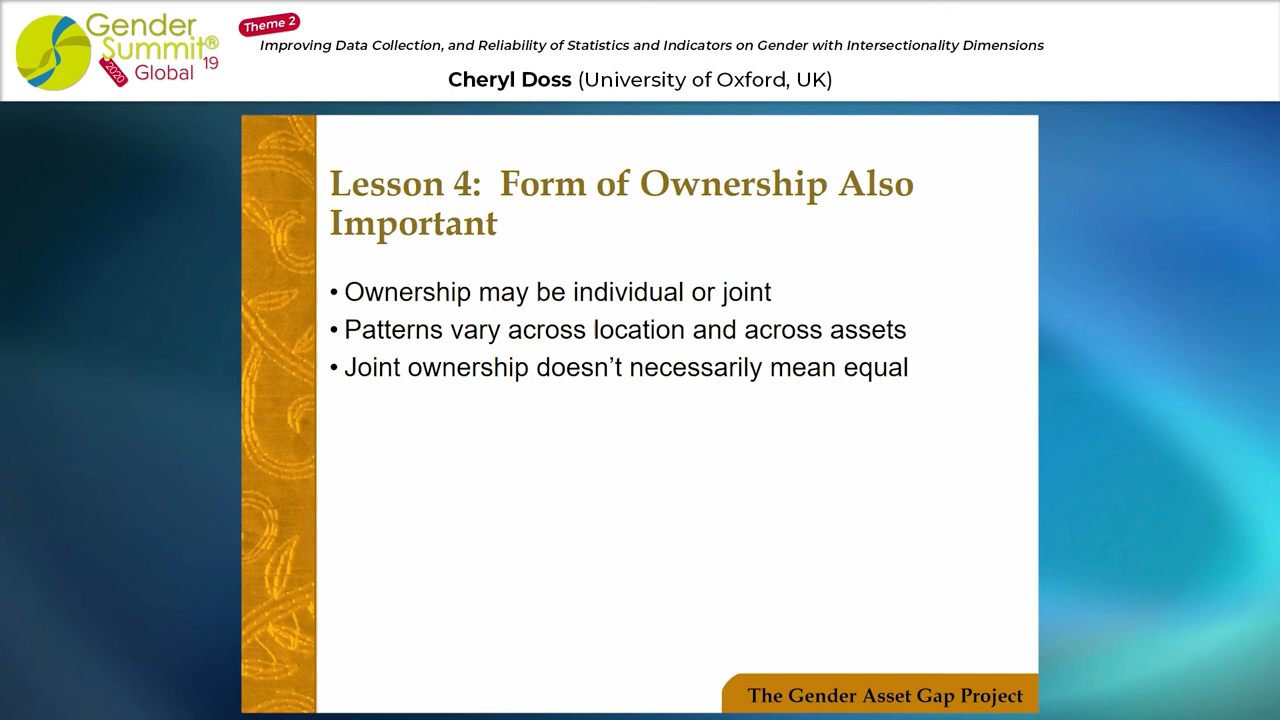 Gender
Summit®
Global 19
2020
Theme 2
Improving Data Collection, and Reliability of Statistics and Indicators on Gender with Intersectionality Dimensions
Cheryl Doss (University of Oxford, UK)
Lesson 4: Form of Ownership Also
Important
• Ownership may be individual or joint
• Patterns vary across location and across assets
• Joint ownership doesn’t necessarily mean equal
The Gender Asset Gap Project